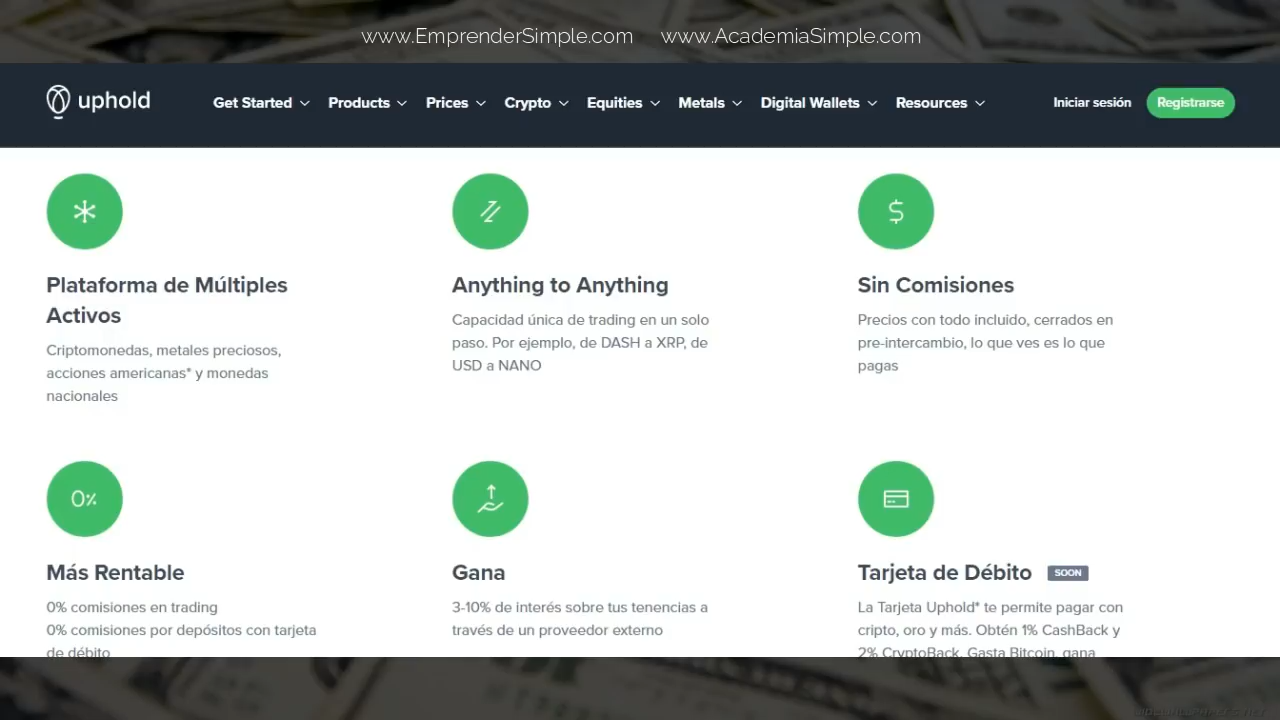 www.EmprenderSimple.com www.AcademiaSimple.com
uphold Get Started Products Prices Crypto Equities Metals Digital Wallets Resources Iniciar sesión Registrarse
Plataforma de Múltiples
Activos
Criptomonedas, metales preciosos,
acciones americanas* y monedas
nacionales
Anything to Anything
Capacidad única de trading en un solo
paso. Por ejemplo, de DASH a XRP, de
USD a NANO
$
Sin Comisiones
Precios con todo incluido, cerrados en
pre-intercambio, lo que ves es lo que
pagas
0%
Más Rentable
0% comisiones en trading
0% comisiones por depósitos con tarjeta
de débito
Gana
3-10% de interés sobre tus tenencias a
través de un proveedor externo
Tarjeta de Débito SOON
La Tarjeta Uphold* te permite pagar con
cripto, oro y más. Obtén 1% CashBack y
2% CryptoBack. Gasta Bitcoin, gana